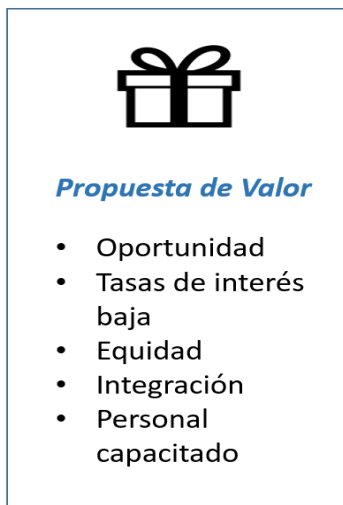 Propuesta de Valor
• Oportunidad
• Tasas de interés
baja
• Equidad
• Integración
• Personal
capacitado